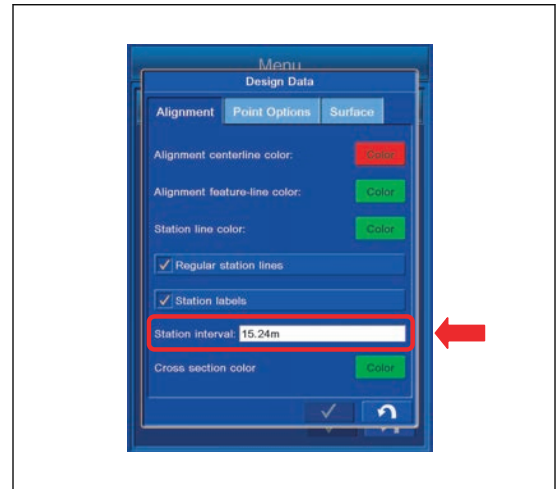 Menu
Design Data
Alignment Point Options Surface
Alignment centerline color: Color
Alignment feature-line color: Color
Station line color: Color
Regular station lines
Station labels
Station interval: 15.24m
Cross section color Color